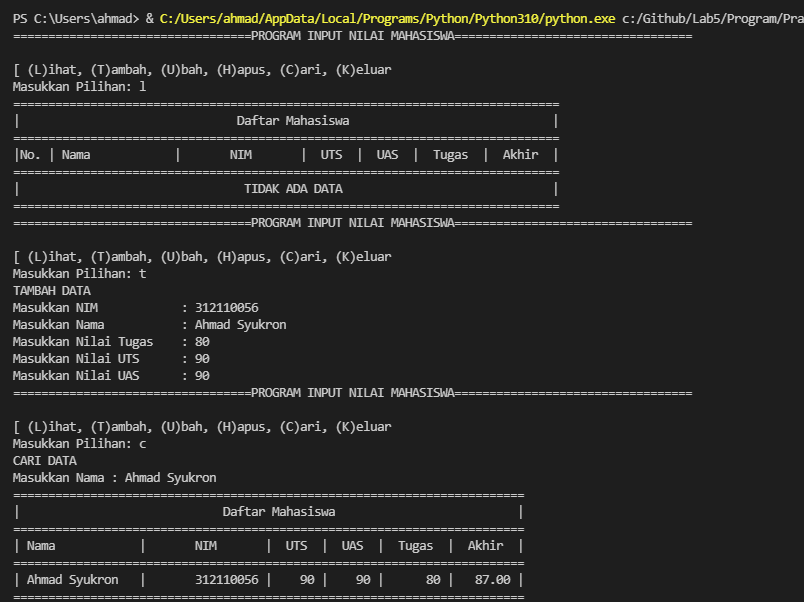 PS C:\Users\ahmad> & C:/Users/ahmad/AppData/Local/Programs/Python/Python310/python.exe c:/Github/Lab5/Program/Pra
==================================PROGRAM INPUT NILAI MAHASISWA==================================
[ (L)ihat, (T)ambah, (U)bah, (H)apus, (C)ari, (K)eluar
Masukkan Pilihan: l
==============================================================================
|                               Daftar Mahasiswa                             |
==============================================================================
|No. | Nama            |       NIM       |  UTS  |  UAS  |  Tugas  |  Akhir  |
==============================================================================
|                                TIDAK ADA DATA                              |
==============================================================================
==================================PROGRAM INPUT NILAI MAHASISWA==================================
[ (L)ihat, (T)ambah, (U)bah, (H)apus, (C)ari, (K)eluar
Masukkan Pilihan: t
TAMBAH DATA
Masukkan NIM            : 312110056
Masukkan Nama           : Ahmad Syukron
Masukkan Nilai Tugas    : 80
Masukkan Nilai UTS      : 90
Masukkan Nilai UAS      : 90
==================================PROGRAM INPUT NILAI MAHASISWA==================================
[ (L)ihat, (T)ambah, (U)bah, (H)apus, (C)ari, (K)eluar
Masukkan Pilihan: c
CARI DATA
Masukkan Nama : Ahmad Syukron
=========================================================================
|                             Daftar Mahasiswa                          |
=========================================================================
| Nama            |       NIM       |  UTS  |  UAS  |  Tugas  |  Akhir  |
=========================================================================
| Ahmad Syukron   |       312110056 |    90 |    90 |      80 |   87.00 |
=========================================================================